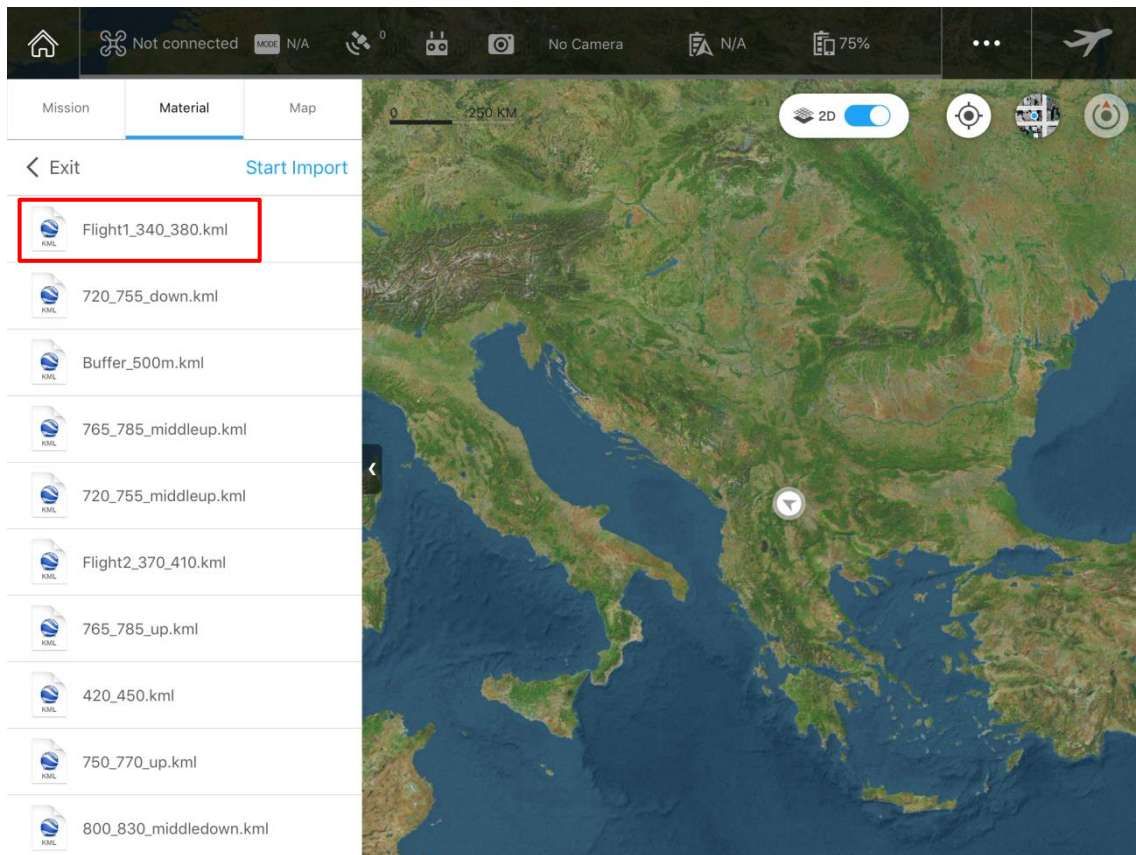 Not connected MODE N/A 0 No Camera N/A 75%
Mission Material Map
0 250 KM
2D
Exit Start Import
KML Flight1_340_380.kml
KML 720_755_down.kml
KML Buffer_500m.kml
KML 765_785_middleup.kml
KML 720_755_middleup.kml
KML Flight2_370_410.kml
KML 765_785_up.kml
KML 420_450.kml
KML 750_770_up.kml
KML 800_830_middledown.kml